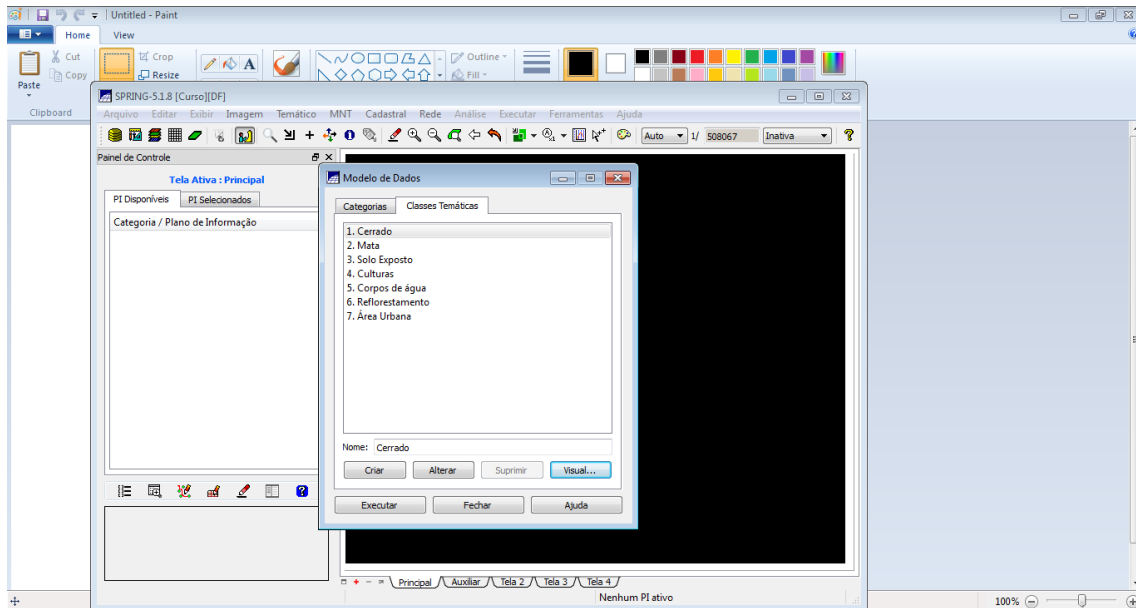 Untitled - Paint
Home View
Cut
Copy
Paste
Clipboard
Crop
Resize
A
Outline
Fill
SPRING-5.1.8 [Curso][DF]
Arquivo Editar Exibir Imagem Temático MNT Cadastral Rede Análise Executar Ferramentas Ajuda
Auto 1/ 508067 Inativa
Painel de Controle
Tela Ativa : Principal
PI Disponíveis PI Selecionados
Categoria / Plano de Informação
Modelo de Dados
Categorias Classes Temáticas
1. Cerrado
2. Mata
3. Solo Exposto
4. Culturas
5. Corpos de água
6. Reflorestamento
7. Área Urbana
Nome: Cerrado
Criar Alterar Suprimir Visual...
Executar Fechar Ajuda
Principal Auxiliar Tela 2 Tela 3 Tela 4
Nenhum PI ativo
100%